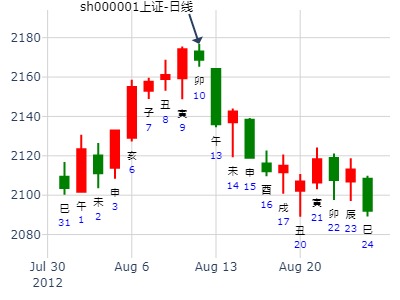 sh000001上证-日线
2180
2160
2140
2120
2100
2080
巳 31
午 1
未 2
申 3
亥 6
子 7
丑 8
寅 9
卯 10
午 13
未 14
申 15
酉 16
戌 17
丑 20
寅 21
卯 22
辰 23
巳 24
Jul 30 2012
Aug 6
Aug 13
Aug 20